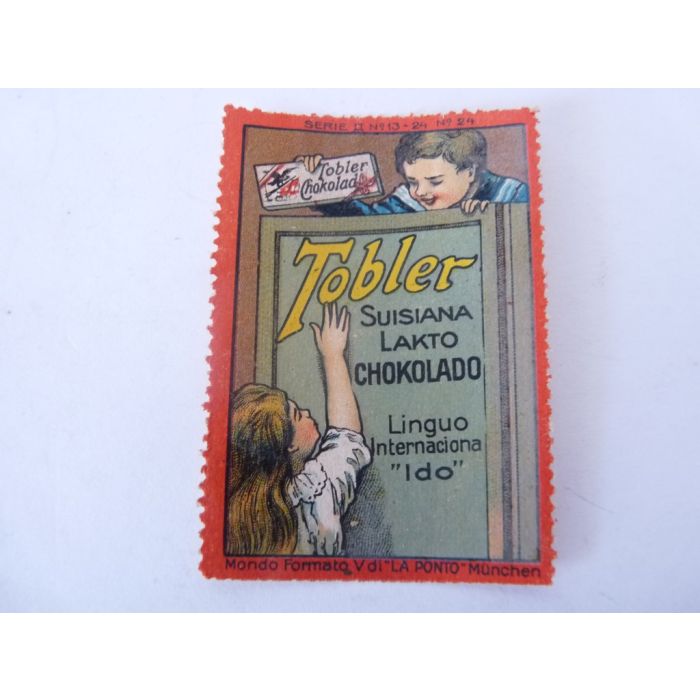 SERIE II Nº 13 - 24 Nº 24
Tobler
Chokolado
Tobler
SUISIANA
LAKTO
CHOKOLADO
Linguo
Internaciona
"Ido"
Mondo Formato V di "LA PONTO" München